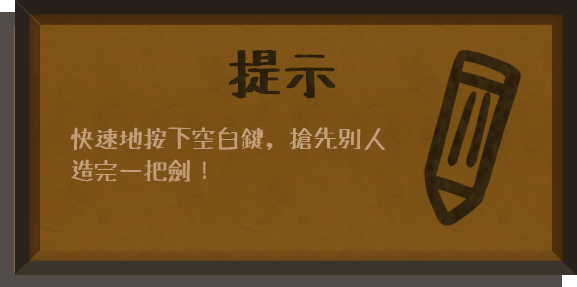 提示
快速地按下空白鍵，搶先別人
造完一把劍！